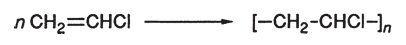 n CH₂=CHCl ⟶ [–CH₂-CHCl–]ₙ